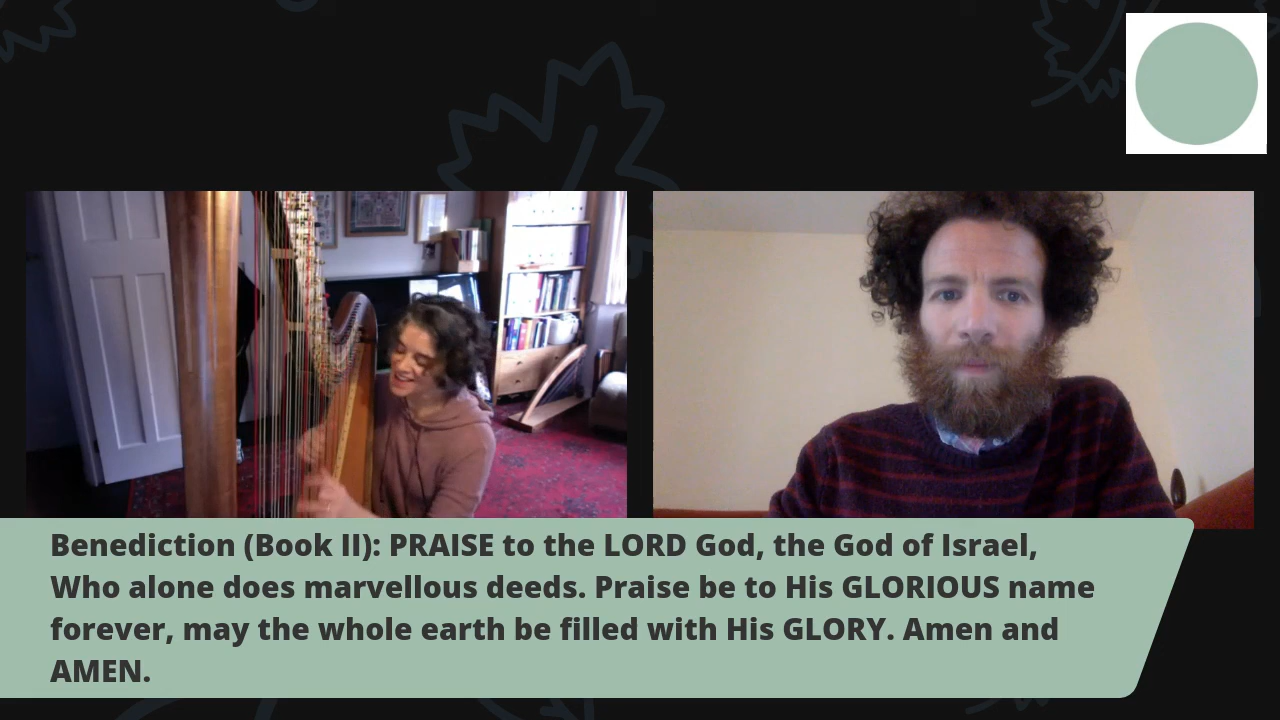 Benediction (Book II): PRAISE to the LORD God, the God of Israel,
Who alone does marvellous deeds. Praise be to His GLORIOUS name
forever, may the whole earth be filled with His GLORY. Amen and
AMEN.